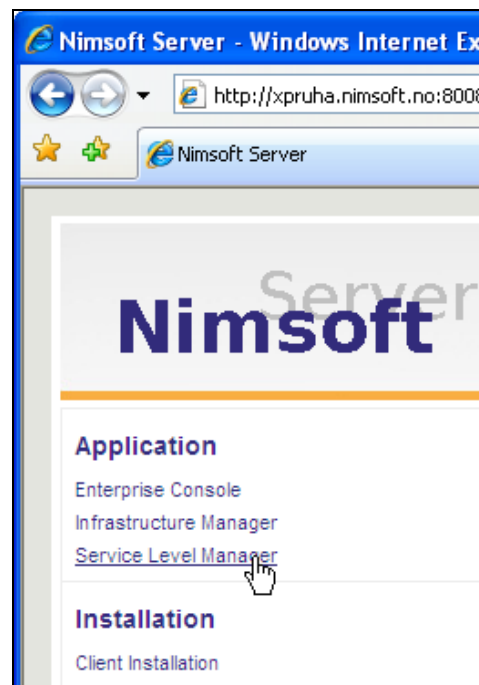 Nimsoft Server - Windows Internet Ex
http://xpruha.nimsoft.no:8008
Nimsoft Server
Server
Nimsoft
Application
Enterprise Console
Infrastructure Manager
Service Level Manager
Installation
Client Installation